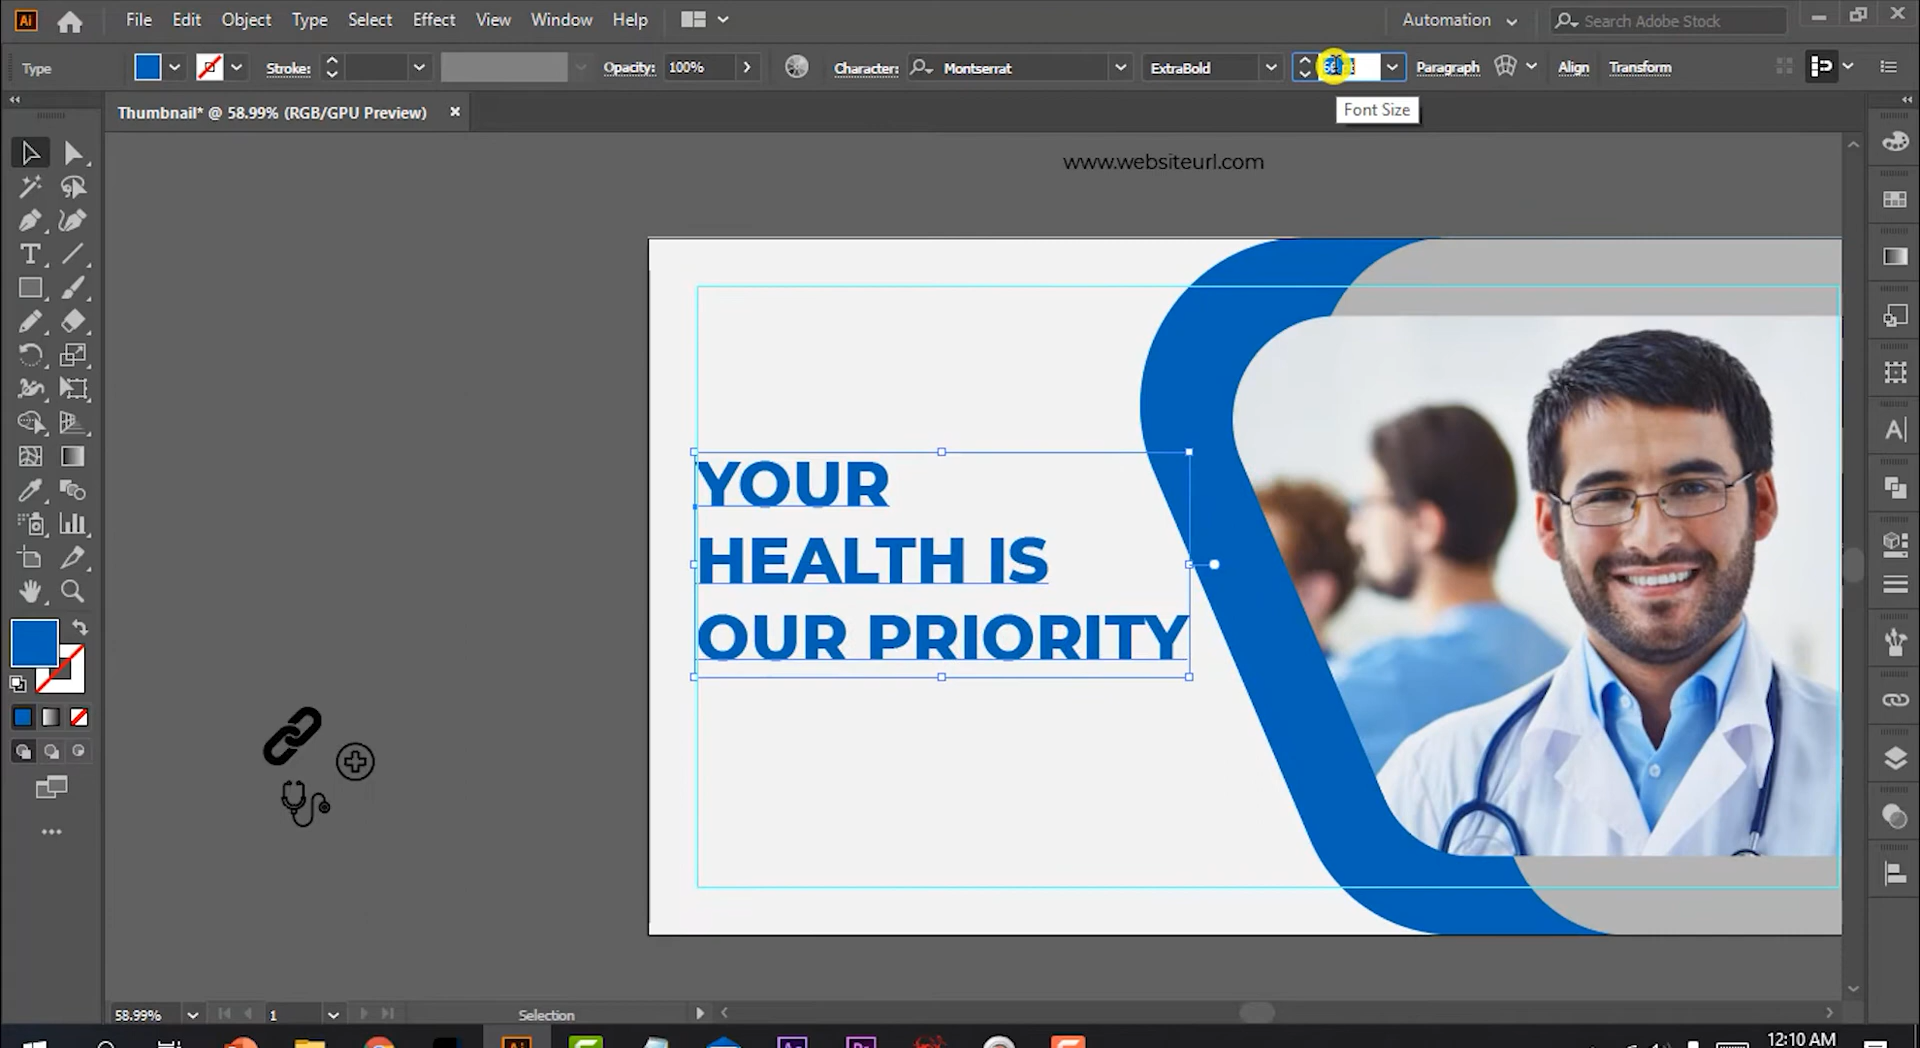 Ai File Edit Object Type Select Effect View Window Help Automation Search Adobe Stock
Type Stroke: Opacity: 100% Character: Montserrat ExtraBold Paragraph Align Transform
Font Size
Thumbnail* @ 58.99% (RGB/GPU Preview)
www.websiteurl.com
YOUR
HEALTH IS
OUR PRIORITY
58.99% 1 Selection
12:10 AM